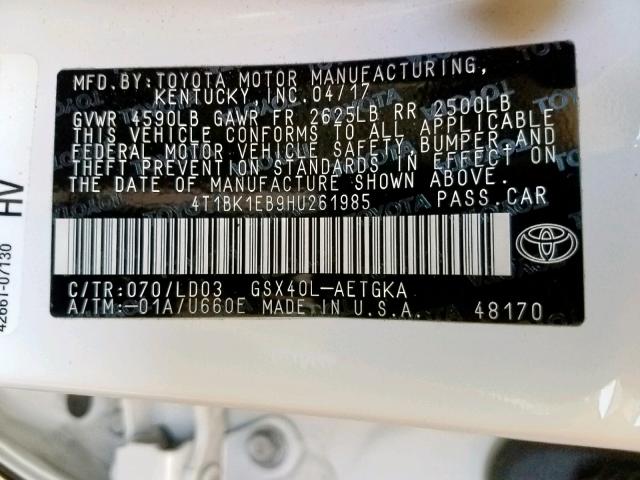 MFD.BY:TOYOTA MOTOR MANUFACTURING,
KENTUCKY, INC.04/17
GVWR 4590LB GAWR FR 2625LB RR 2500LB
THIS VEHICLE CONFORMS TO ALL APPLICABLE
FEDERAL MOTOR VEHICLE SAFETY, BUMPER,AND
THEFT PREVENTION STANDARDS IN EFFECT ON
THE DATE OF MANUFACTURE SHOWN ABOVE.
4T1BK1EB9HU261985 PASS.CAR
C/TR:070/LD03 GSX40L-AETGKA
A/TM:-01A/U660E MADE IN U.S.A. 48170
HV
42661-07130